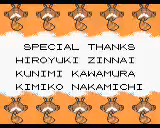 SPECIAL THANKS
HIROYUKI ZINNAI
KUNIMI KAWAMURA
KIMIKO NAKAMICHI